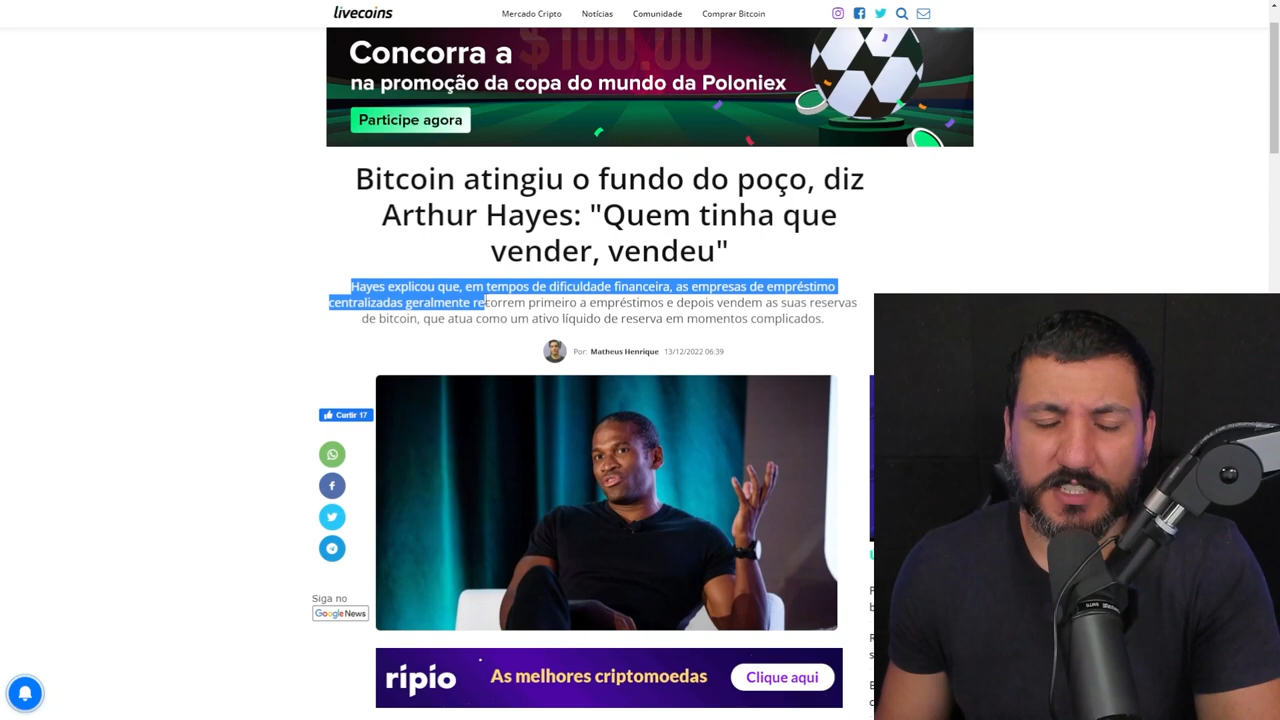 livecoins
Mercado Cripto Notícias Comunidade Comprar Bitcoin
$100,00
Concorra a
na promoção da copa do mundo da Poloniex
Participe agora
Bitcoin atingiu o fundo do poço, diz
Arthur Hayes: "Quem tinha que
vender, vendeu"
Hayes explicou que, em tempos de dificuldade financeira, as empresas de empréstimo
centralizadas geralmente recorrem primeiro a empréstimos e depois vendem as suas reservas
de bitcoin, que atua como um ativo líquido de reserva em momentos complicados.
Por: Matheus Henrique 13/12/2022 06:39
Curtir 17
Siga no
Google News
ripio
As melhores criptomoedas
Clique aqui